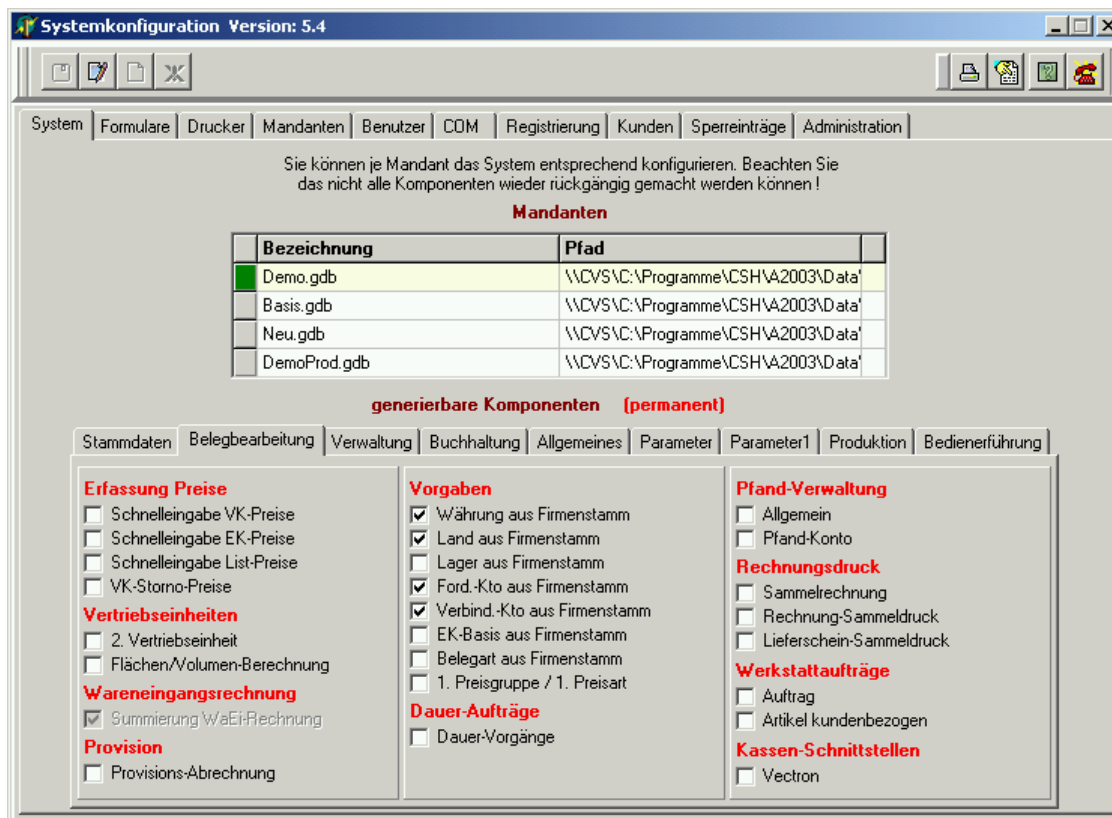 Systemkonfiguration Version: 5.4
System Formulare Drucker Mandanten Benutzer COM Registrierung Kunden Sperreinträge Administration
Sie können je Mandant das System entsprechend konfigurieren. Beachten Sie
das nicht alle Komponenten wieder rückgängig gemacht werden können !
Mandanten
Bezeichnung Pfad
Demo.gdb \\CVS\C:\Programme\CSH\A2003\Data'
Basis.gdb \\CVS\C:\Programme\CSH\A2003\Data'
Neu.gdb \\CVS\C:\Programme\CSH\A2003\Data'
DemoProd.gdb \\CVS\C:\Programme\CSH\A2003\Data'
generierbare Komponenten (permanent)
Stammdaten Belegbearbeitung Verwaltung Buchhaltung Allgemeines Parameter Parameter1 Produktion Bedienerführung
Erfassung Preise
Schnelleingabe VK-Preise
Schnelleingabe EK-Preise
Schnelleingabe List-Preise
VK-Storno-Preise
Vertriebseinheiten
2. Vertriebseinheit
Flächen/Volumen-Berechnung
Wareneingangsrechnung
Summierung WaEi-Rechnung
Provision
Provisions-Abrechnung
Vorgaben
Währung aus Firmenstamm
Land aus Firmenstamm
Lager aus Firmenstamm
Ford.-Kto aus Firmenstamm
Verbind.-Kto aus Firmenstamm
EK-Basis aus Firmenstamm
Belegart aus Firmenstamm
1. Preisgruppe / 1. Preisart
Dauer-Aufträge
Dauer-Vorgänge
Pfand-Verwaltung
Allgemein
Pfand-Konto
Rechnungsdruck
Sammelrechnung
Rechnung-Sammeldruck
Lieferschein-Sammeldruck
Werkstattaufträge
Auftrag
Artikel kundenbezogen
Kassen-Schnittstellen
Vectron